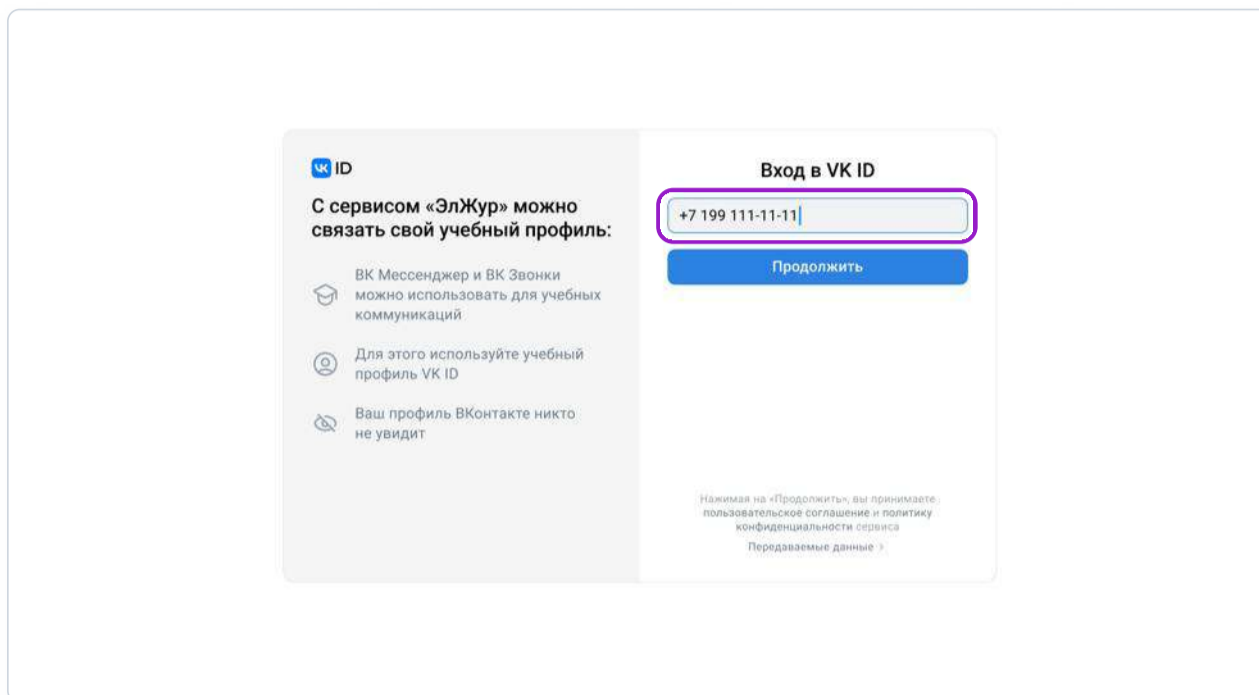 VK ID
С сервисом «ЭлЖур» можно
связать свой учебный профиль:
ВК Мессенджер и ВК Звонки
можно использовать для учебных
коммуникаций
Для этого используйте учебный
профиль VK ID
Ваш профиль ВКонтакте никто
не увидит
Вход в VK ID
+7 199 111-11-11
Продолжить
Нажимая на «Продолжить», вы принимаете
пользовательское соглашение и политику
конфиденциальности сервиса
Передаваемые данные >